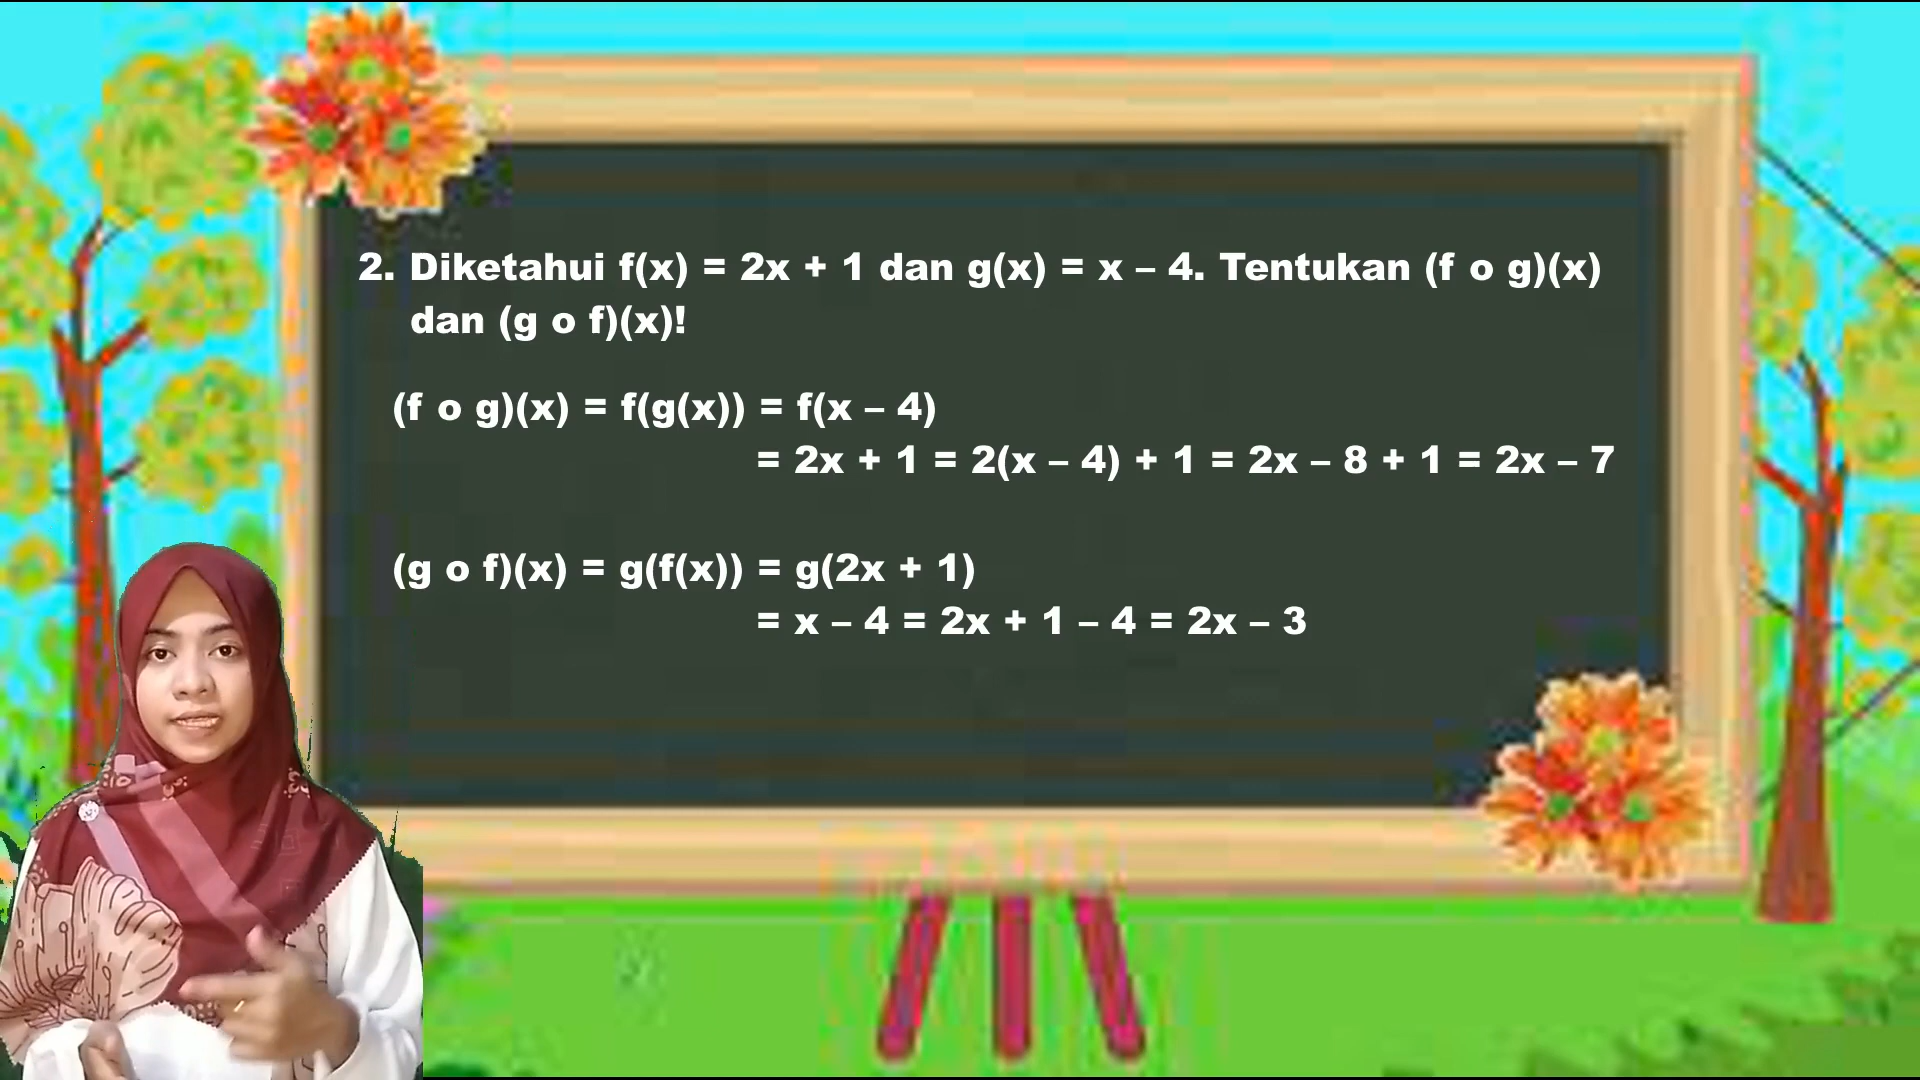 2. Diketahui f(x) = 2x + 1 dan g(x) = x – 4. Tentukan (f o g)(x)
dan (g o f)(x)!
(f o g)(x) = f(g(x)) = f(x – 4)
= 2x + 1 = 2(x – 4) + 1 = 2x – 8 + 1 = 2x – 7
(g o f)(x) = g(f(x)) = g(2x + 1)
= x – 4 = 2x + 1 – 4 = 2x – 3